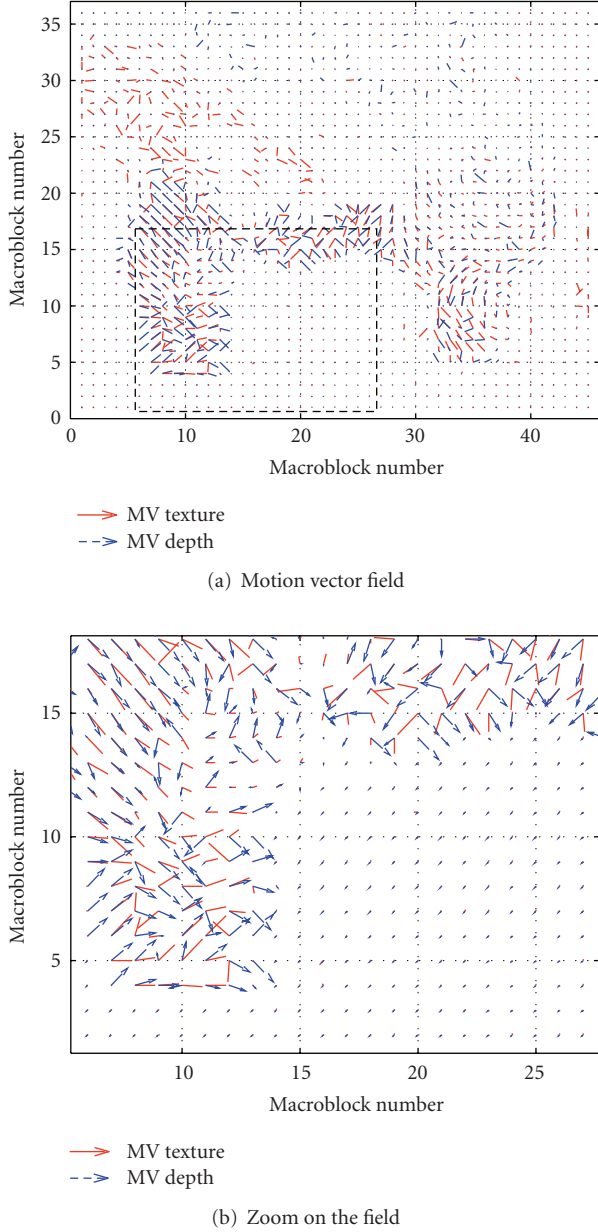 35
30
25
20
15
10
5
0
Macroblock number
0 10 20 30 40
Macroblock number
MV texture
MV depth
(a) Motion vector field
15
10
5
Macroblock number
10 15 20 25
Macroblock number
MV texture
MV depth
(b) Zoom on the field